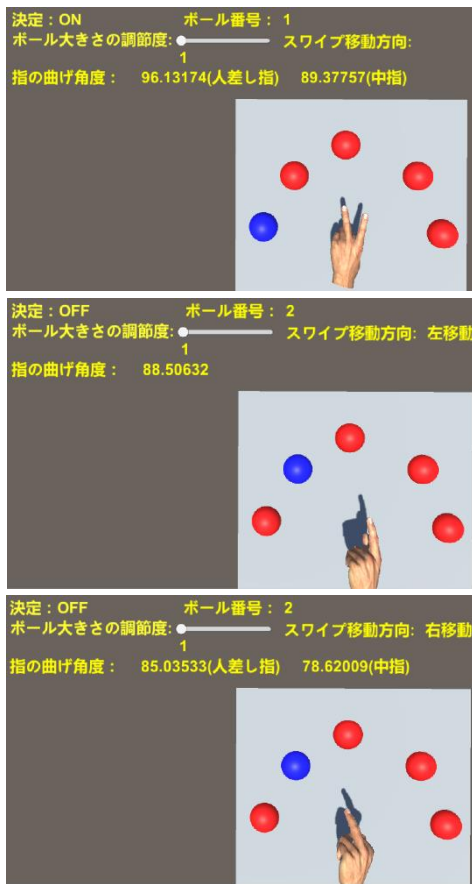 決定：ON ボール番号： 1
ボール大きさの調節度: スワイプ移動方向:
1
指の曲げ角度： 96.13174(人差し指) 89.37757(中指)
決定：OFF ボール番号： 2
ボール大きさの調節度: スワイプ移動方向: 左移動
1
指の曲げ角度： 88.50632
決定：OFF ボール番号： 2
ボール大きさの調節度: スワイプ移動方向: 右移動
1
指の曲げ角度： 85.03533(人差し指) 78.62009(中指)